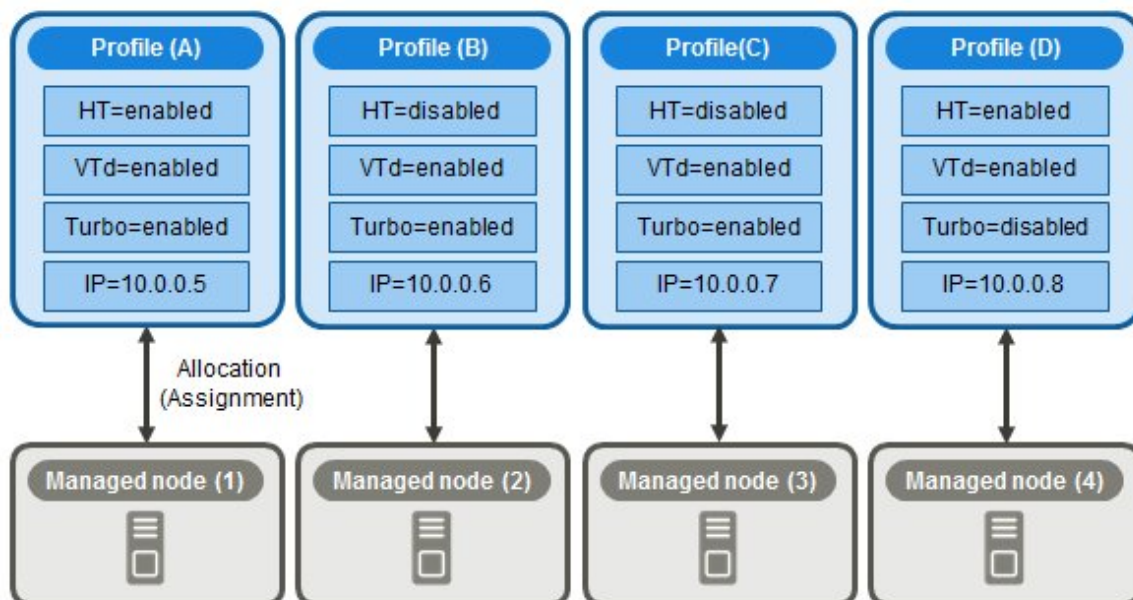 Profile (A)
HT=enabled
VTd=enabled
Turbo=enabled
IP=10.0.0.5
Profile (B)
HT=disabled
VTd=enabled
Turbo=enabled
IP=10.0.0.6
Profile(C)
HT=disabled
VTd=enabled
Turbo=enabled
IP=10.0.0.7
Profile (D)
HT=enabled
VTd=enabled
Turbo=disabled
IP=10.0.0.8
Allocation
(Assignment)
Managed node (1)
Managed node (2)
Managed node (3)
Managed node (4)